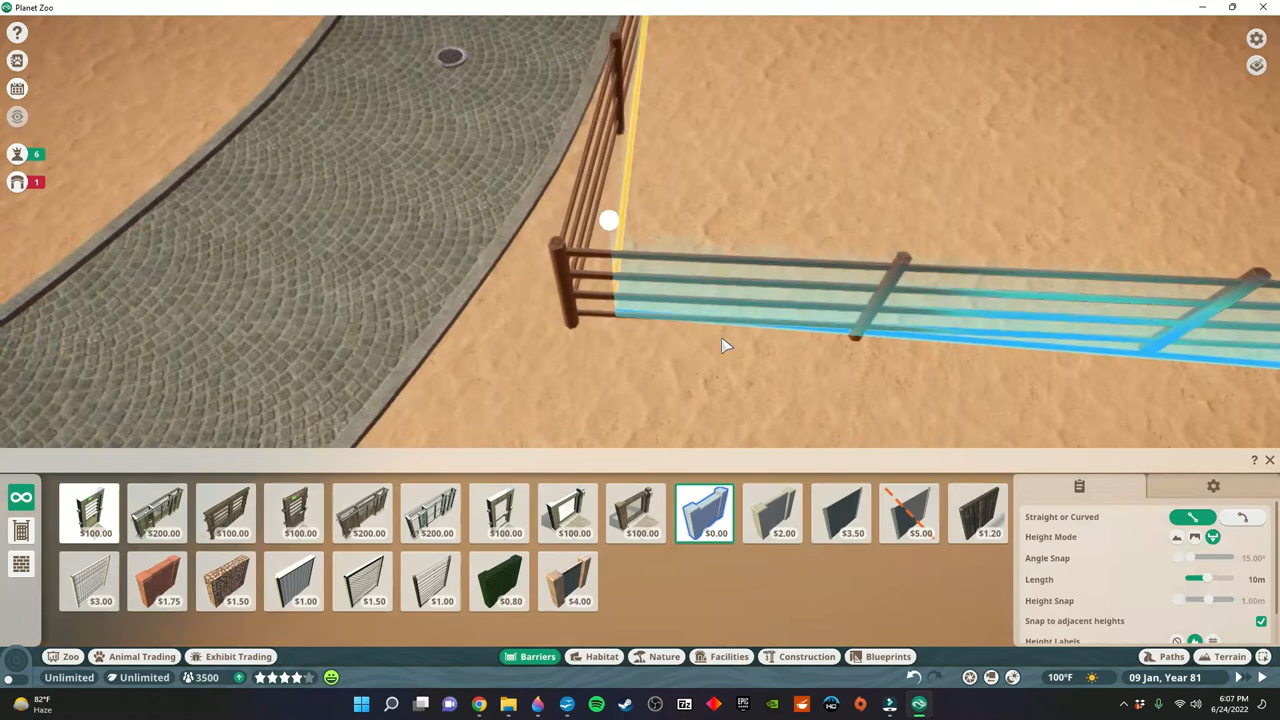 Planet Zoo
6
1
$100.00
$200.00
$100.00
$100.00
$200.00
$200.00
$100.00
$100.00
$100.00
$0.00
$2.00
$3.50
$5.00
$1.20
$3.00
$1.75
$1.50
$1.00
$1.50
$1.00
$0.80
$4.00
Straight or Curved
Height Mode
Angle Snap 15.00°
Length 10m
Height Snap 1.00m
Snap to adjacent heights
Height Labels
Zoo Animal Trading Exhibit Trading Barriers Habitat Nature Facilities Construction Blueprints Paths Terrain
Unlimited Unlimited 3500 100°F 09 Jan, Year 81
82°F
Haze
6:07 PM
6/24/2022